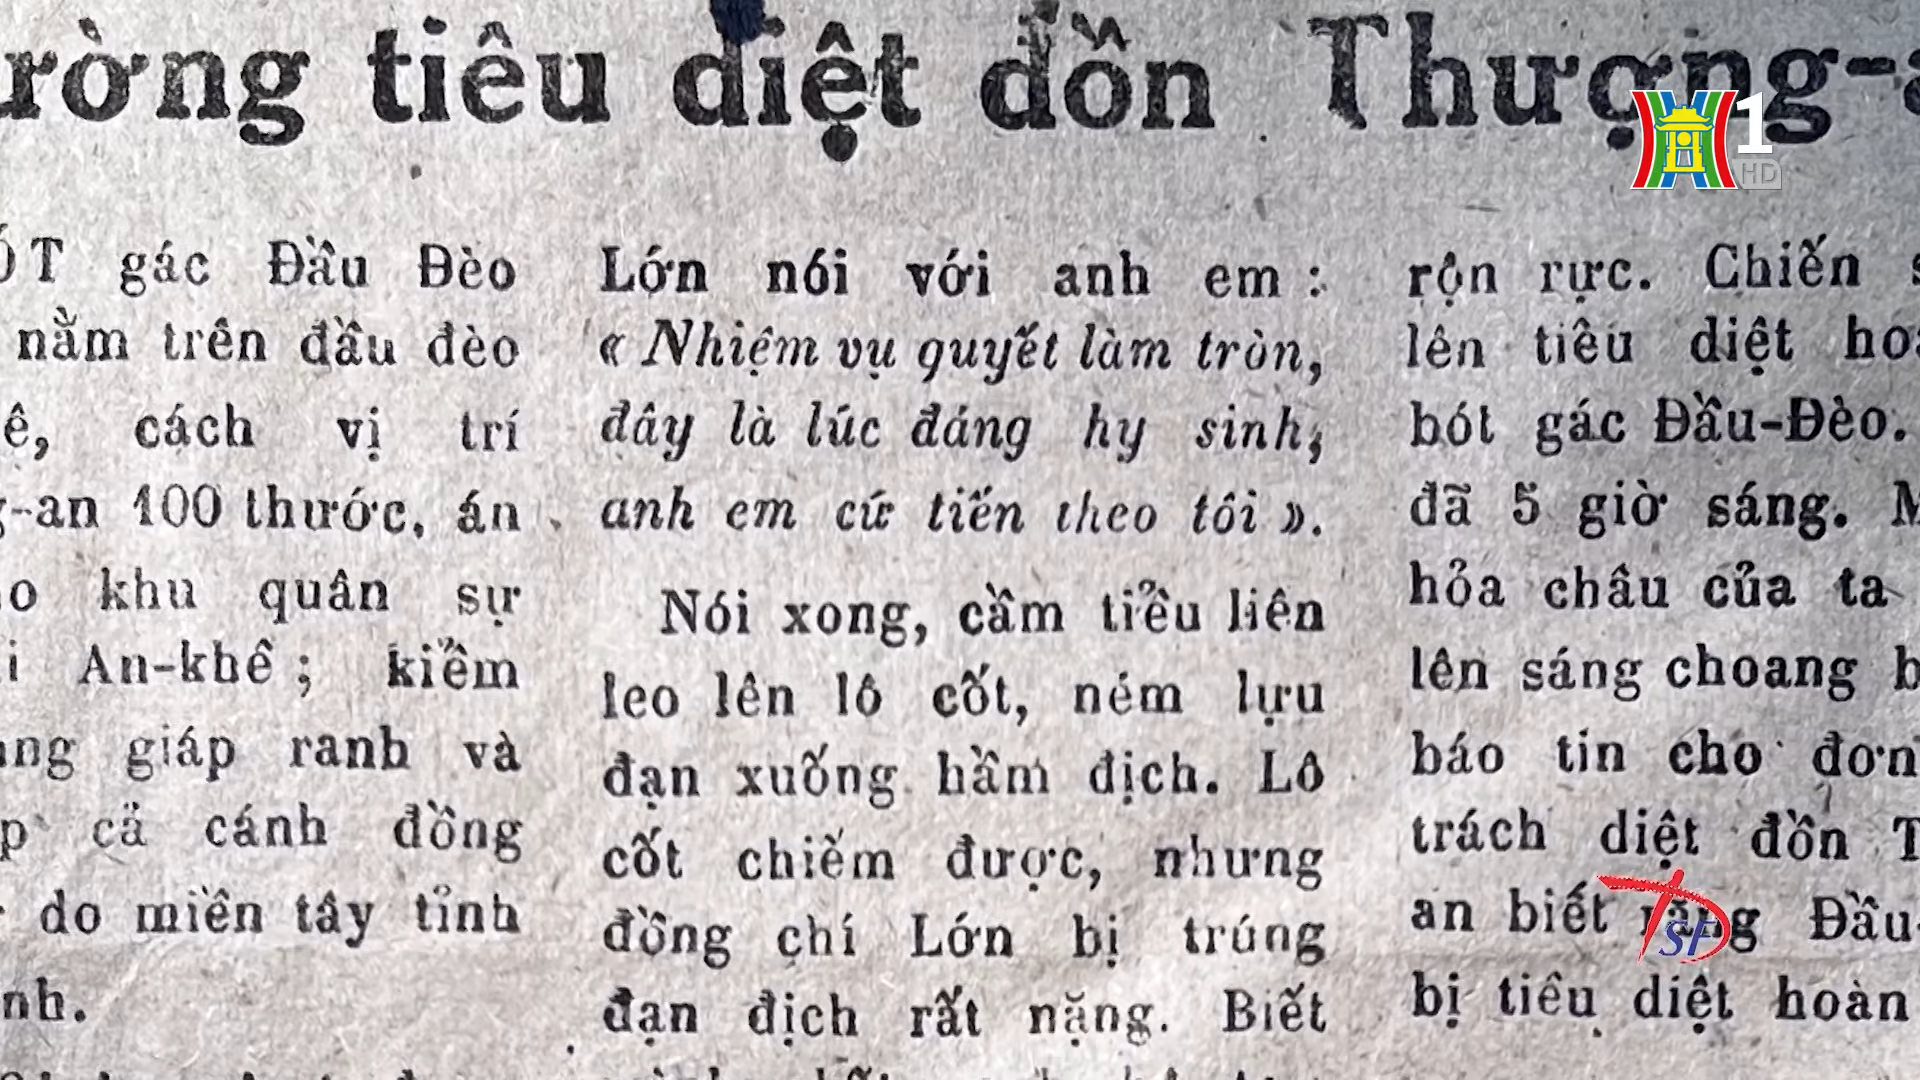 ường tiêu diệt đồn Thượng-
1
HD
ÓT gác Đầu Đèo
nằm trên đầu đèo
ê, cách vị trí
g-an 100 thước, án
o khu quân sự
i An-khê ; kiểm
ng giáp ranh và
p cả cánh đồng
do miền tây tỉnh
nh.
Lớn nói với anh em :
« Nhiệm vụ quyết làm tròn,
đây là lúc đáng hy sinh,
anh em cứ tiến theo tôi ».
Nói xong, cầm tiểu liên
leo lên lô cốt, ném lựu
đạn xuống hầm địch. Lô
cốt chiếm được, nhưng
đồng chí Lớn bị trúng
đạn địch rất nặng. Biết
rộn rực. Chiến s
lên tiêu diệt ho
bót gác Đầu-Đèo.
đã 5 giờ sáng. M
hỏa châu của ta
lên sáng choang b
báo tin cho đơn
trách diệt đồn T
an biết rằng Đầu-
bị tiêu diệt hoàn